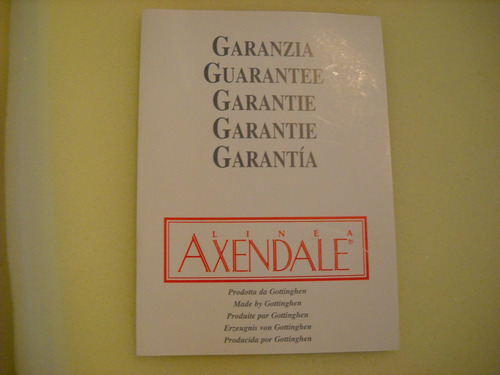 GARANZIA
GUARANTEE
GARANTIE
GARANTIE
GARANTÍA
LINEA
AXENDALE®
Prodotta da Gottinghen
Made by Gottinghen
Produite par Gottinghen
Erzeugnis von Gottinghen
Producida por Gottinghen